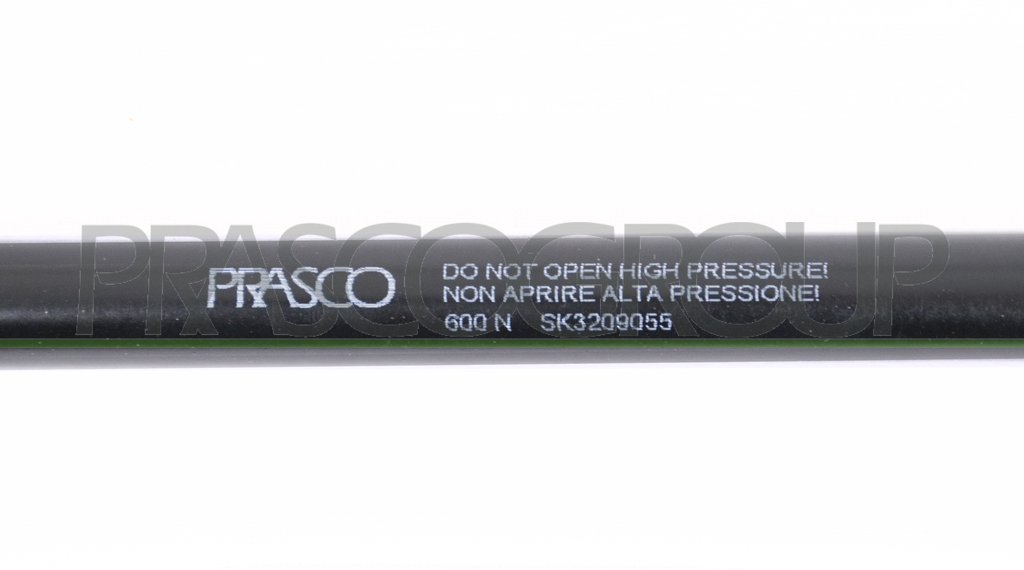 PRASCOGROUP
PRASCO
DO NOT OPEN HIGH PRESSURE!
NON APRIRE ALTA PRESSIONE!
600 N SK3209055